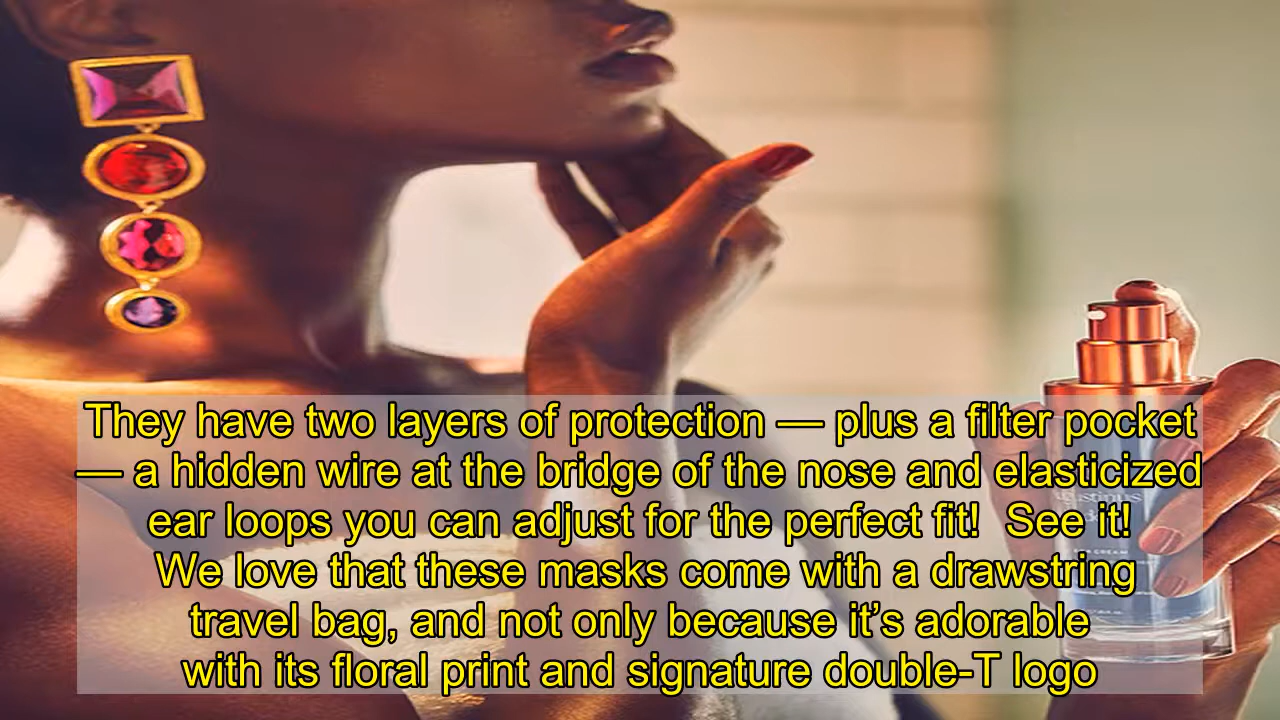 They have two layers of protection — plus a filter pocket
— a hidden wire at the bridge of the nose and elasticized
ear loops you can adjust for the perfect fit!  See it!
We love that these masks come with a drawstring
travel bag, and not only because it’s adorable
with its floral print and signature double-T logo